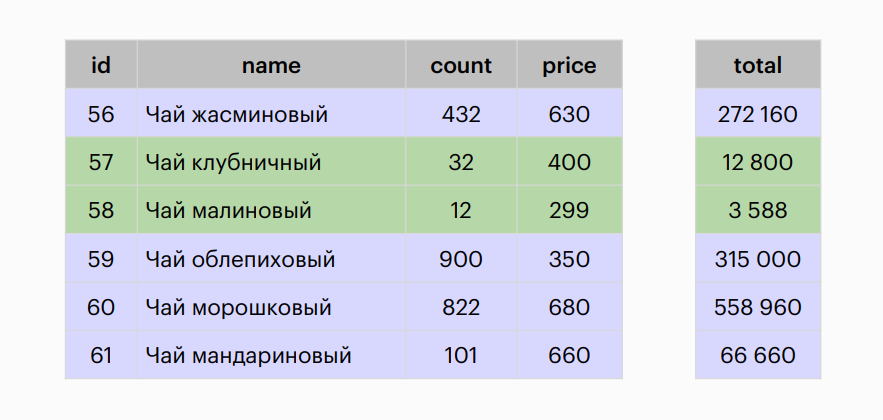 id name count price total
56 Чай жасминовый 432 630 272 160
57 Чай клубничный 32 400 12 800
58 Чай малиновый 12 299 3 588
59 Чай облепиховый 900 350 315 000
60 Чай морошковый 822 680 558 960
61 Чай мандариновый 101 660 66 660